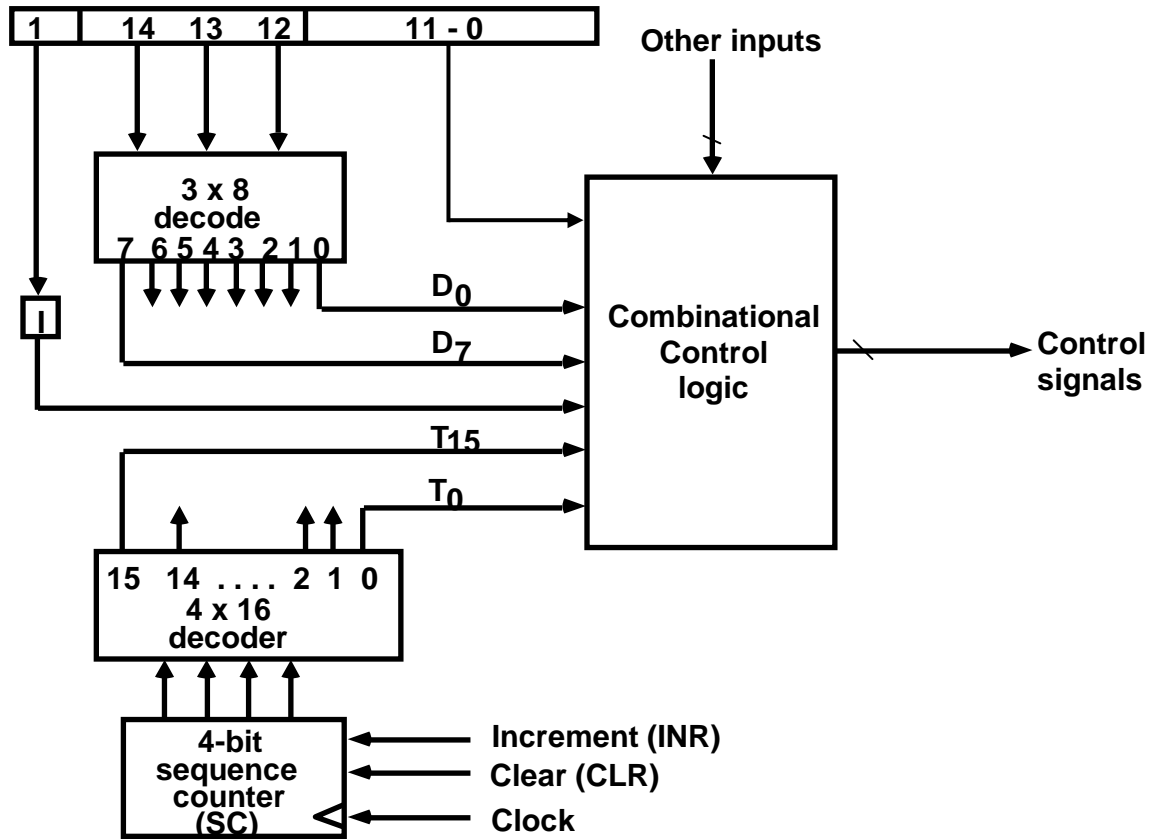 1 14 13 12 11 - 0
Other inputs
3 x 8
decode
7 6 5 4 3 2 1 0
D0
I
Combinational
Control
logic
D7
Control
signals
T15
T0
15 14 . . . . 2 1 0
4 x 16
decoder
4-bit
sequence
counter
(SC)
Increment (INR)
Clear (CLR)
Clock